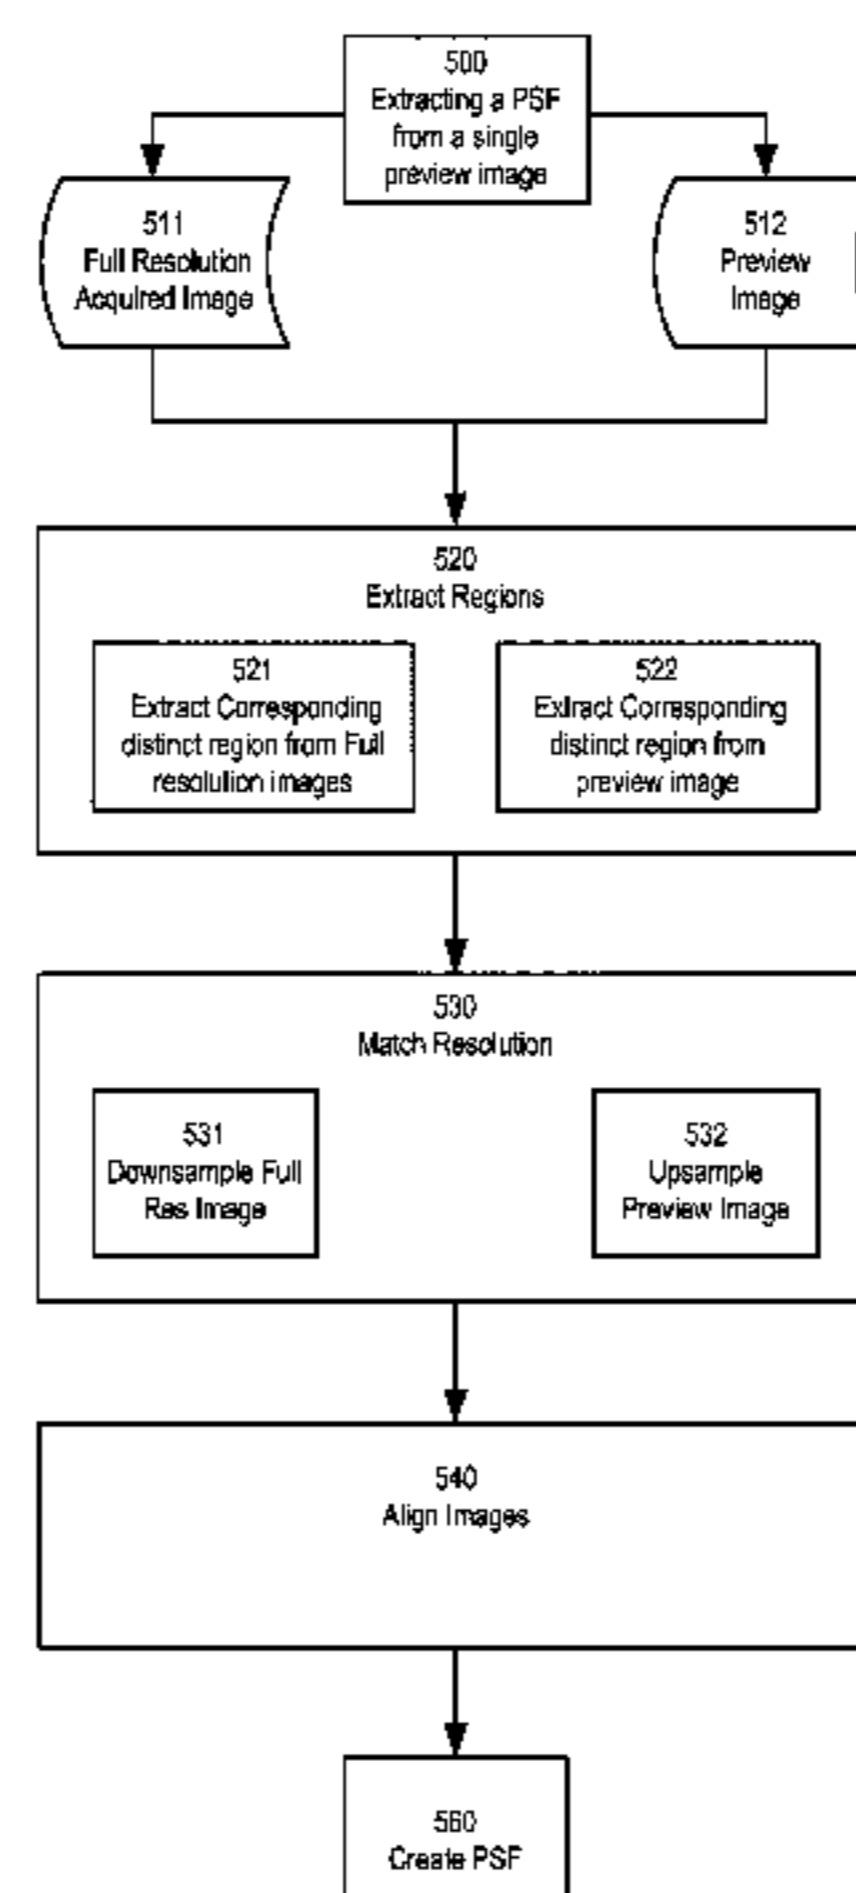 500
Extracting a PSF
from a single
preview image
511
Full Resolution
Acquired Image
512
Preview
Image
520
Extract Regions
521
Extract Corresponding
distinct region from Full
resolution images
522
Extract Corresponding
distinct region from
preview image
530
Match Resolution
531
Downsample Full
Res Image
532
Upsample
Preview Image
540
Align Images
560
Create PSF